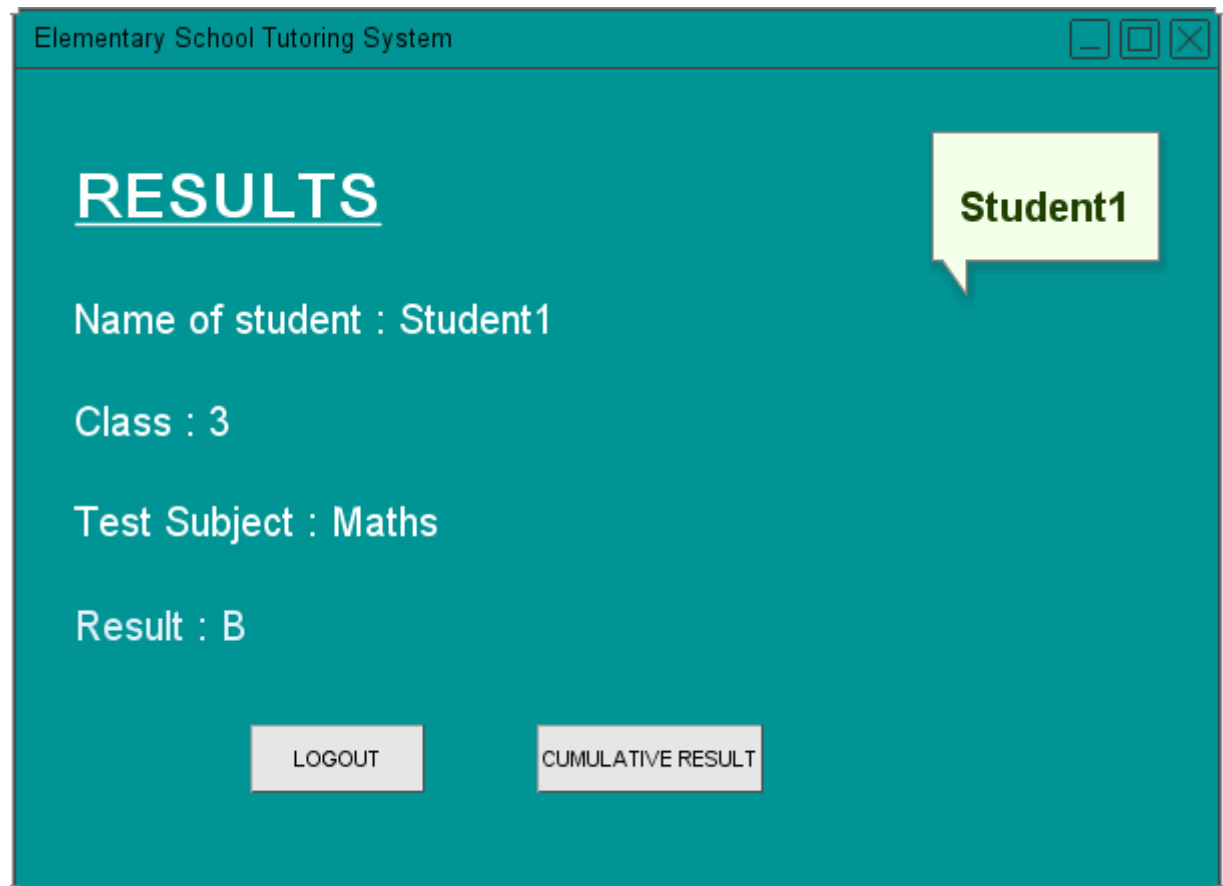 Elementary School Tutoring System
RESULTS
Student1
Name of student : Student1
Class : 3
Test Subject : Maths
Result : B
LOGOUT
CUMULATIVE RESULT